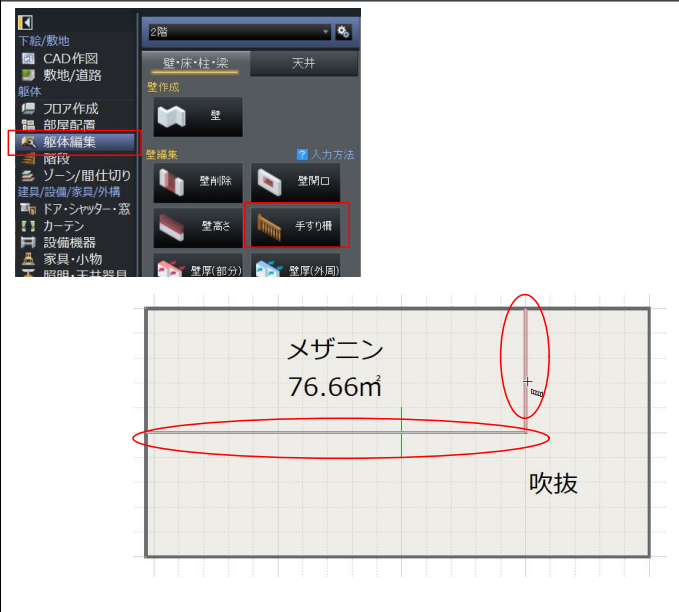 2階
下絵/敷地
CAD作図
敷地/道路
躯体
フロア作成
部屋配置
躯体編集
階段
ゾーン/間仕切り
建具/設備/家具/外構
ドア・シャッター・窓
カーテン
設備機器
家具・小物
照明・天井器具
壁・床・柱・梁
天井
壁作成
壁
壁編集
? 入力方法
壁削除
壁開口
壁高さ
手すり柵
壁厚(部分)
壁厚(外周)
メザニン
76.66㎡
吹抜